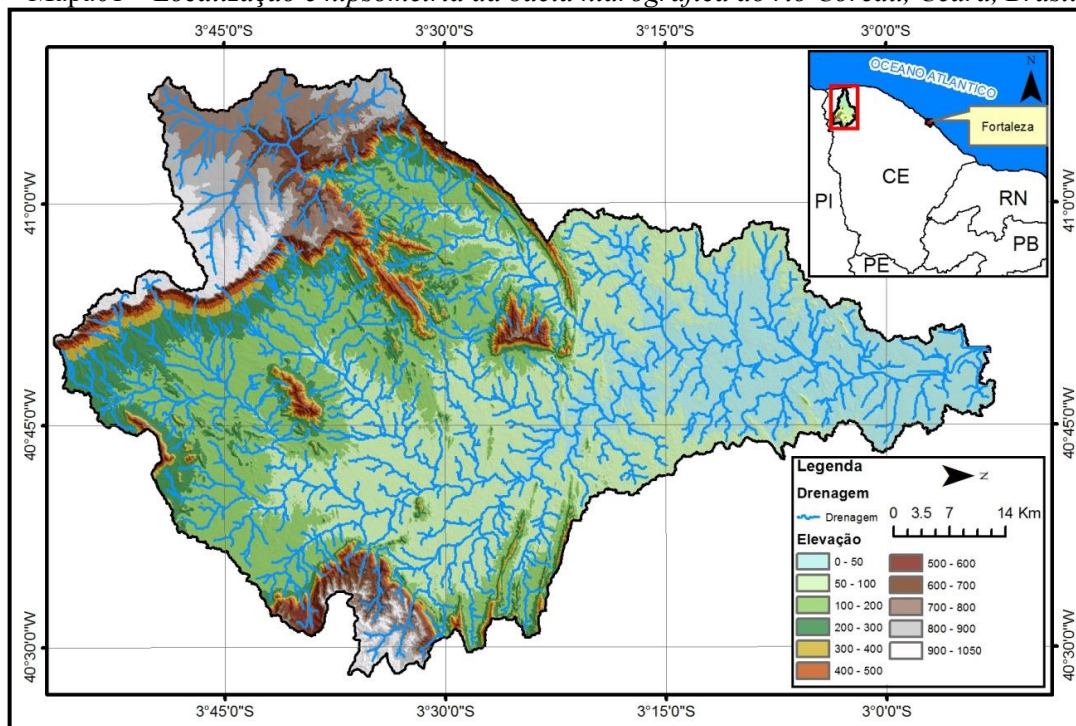 Mapa01 – Localização e hipsometria da bacia hidrográfica do rio Coreaú, Ceará, Brasil
3°45'0"S 3°30'0"S 3°15'0"S 3°0'0"S
41°0'0"W
40°45'0"W
40°30'0"W
OCEANO ATLANTICO
N
Fortaleza
PI
CE
RN
PB
PE
41°0'0"W
40°45'0"W
40°30'0"W
Legenda
N
Drenagem
Drenagem
0 3.5 7 14 Km
Elevação
0 - 50
50 - 100
100 - 200
200 - 300
300 - 400
400 - 500
500 - 600
600 - 700
700 - 800
800 - 900
900 - 1050
3°45'0"S 3°30'0"S 3°15'0"S 3°0'0"S